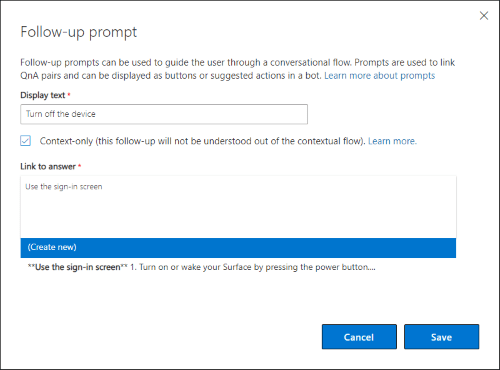 Follow-up prompt
Follow-up prompts can be used to guide the user through a conversational flow. Prompts are used to link
QnA pairs and can be displayed as buttons or suggested actions in a bot. Learn more about prompts
Display text *
Turn off the device
Context-only (this follow-up will not be understood out of the contextual flow). Learn more.
Link to answer *
Use the sign-in screen
(Create new)
**Use the sign-in screen** 1. Turn on or wake your Surface by pressing the power button....
Cancel Save